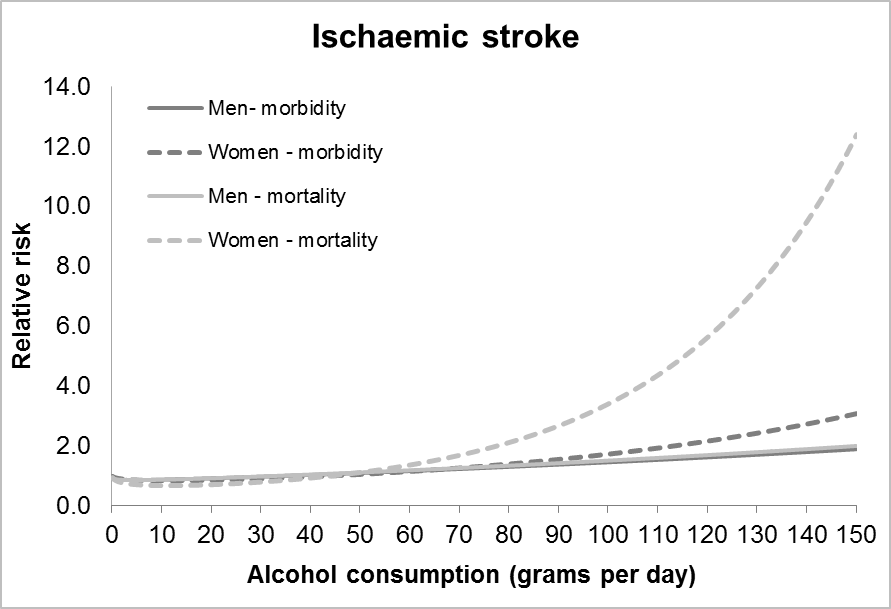 Ischaemic stroke
14.0
12.0
10.0
8.0
6.0
4.0
2.0
0.0
Relative risk
Men- morbidity
Women - morbidity
Men - mortality
Women - mortality
0 10 20 30 40 50 60 70 80 90 100 110 120 130 140 150
Alcohol consumption (grams per day)